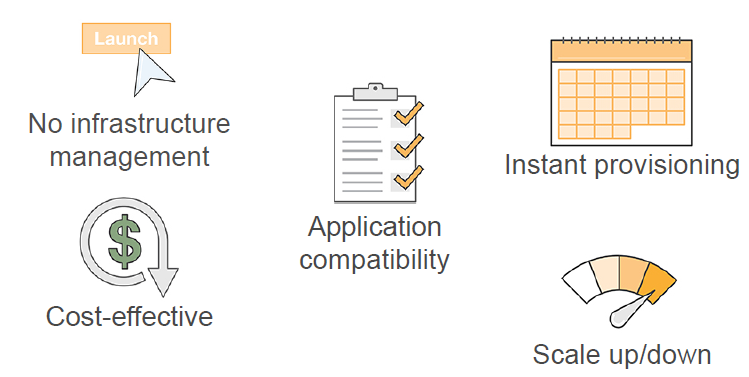 Launch
No infrastructure
management
$
Cost-effective
Application
compatibility
Instant provisioning
Scale up/down